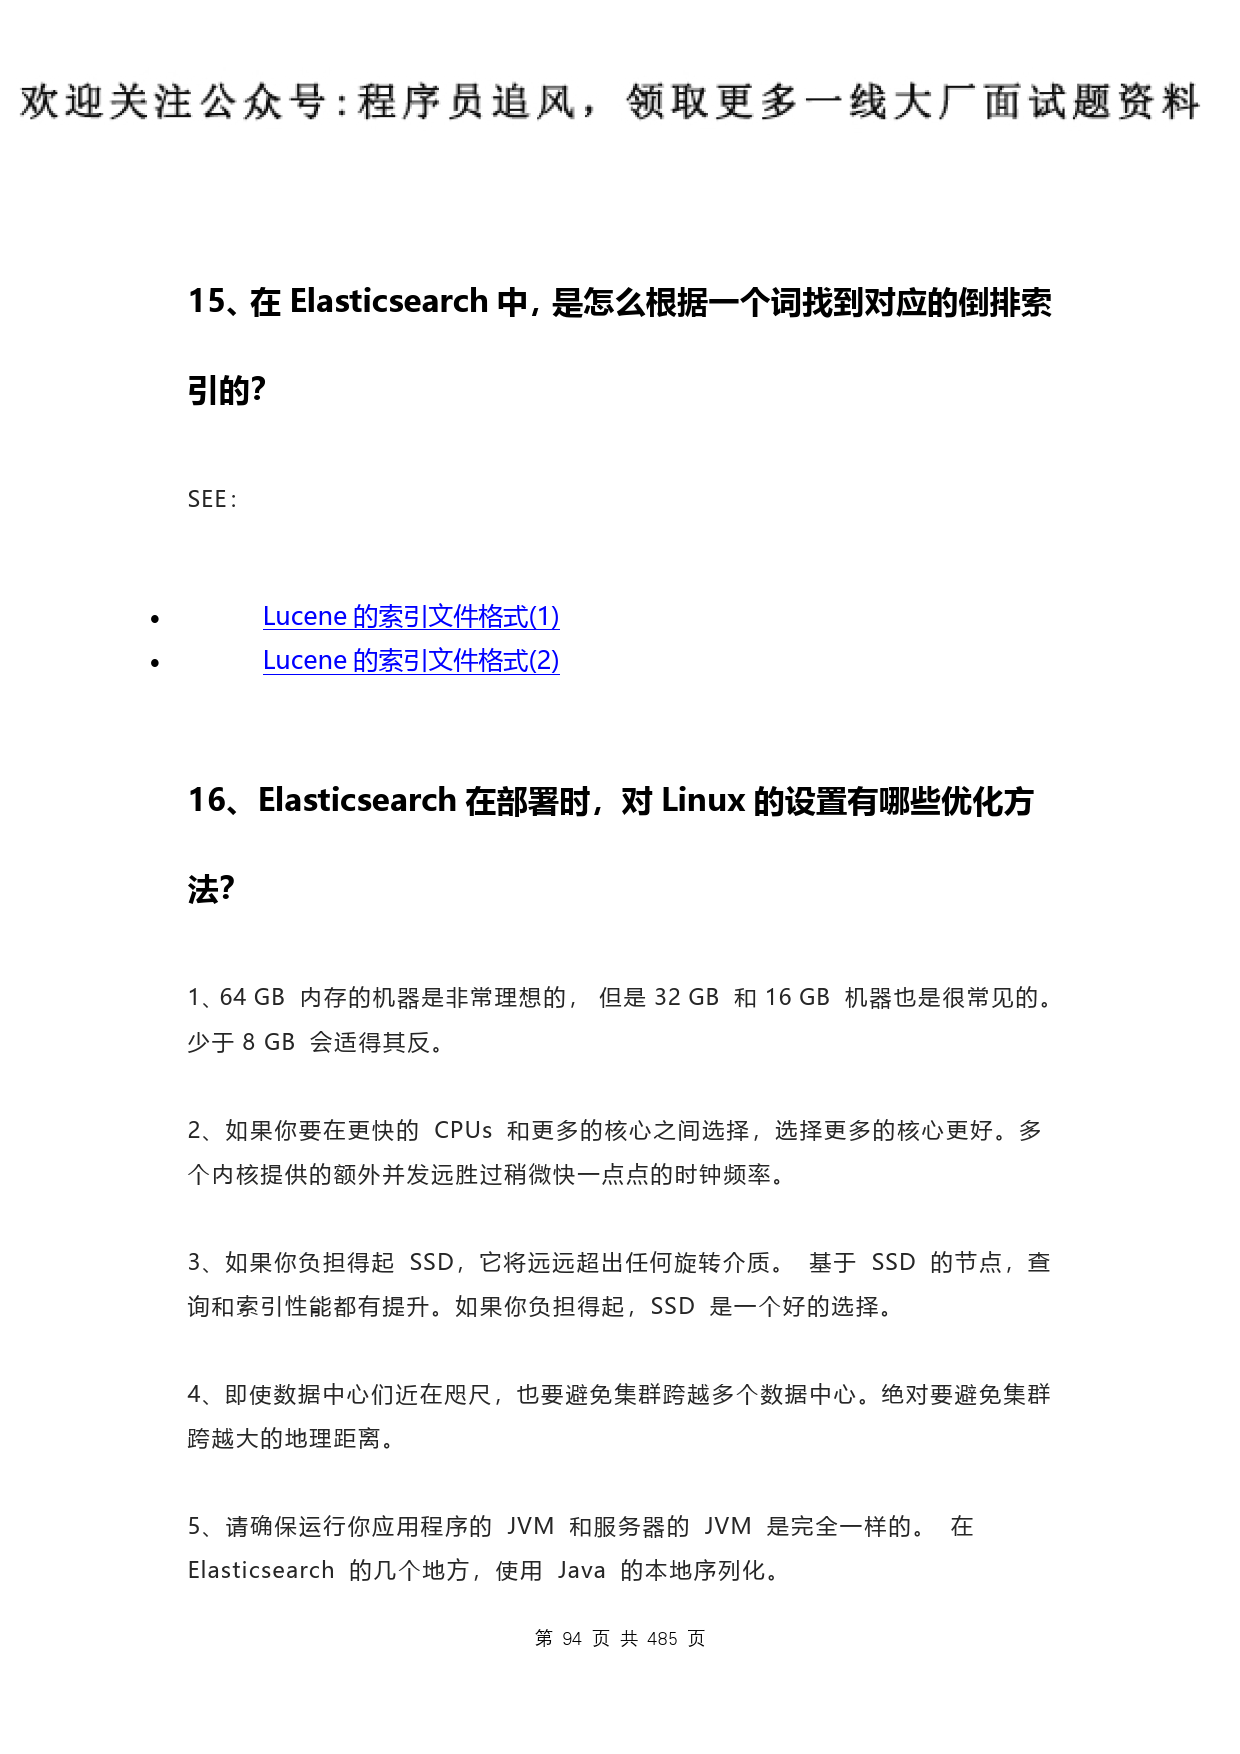 欢迎关注公众号:程序员追风，领取更多一线大厂面试题资料
15、在 Elasticsearch 中，是怎么根据一个词找到对应的倒排索
引的？
SEE：
• Lucene 的索引文件格式(1)
• Lucene 的索引文件格式(2)
16、Elasticsearch 在部署时，对 Linux 的设置有哪些优化方
法？
1、64 GB 内存的机器是非常理想的， 但是 32 GB 和 16 GB 机器也是很常见的。
少于 8 GB 会适得其反。
2、如果你要在更快的 CPUs 和更多的核心之间选择，选择更多的核心更好。多
个内核提供的额外并发远胜过稍微快一点点的时钟频率。
3、如果你负担得起 SSD，它将远远超出任何旋转介质。 基于 SSD 的节点，查
询和索引性能都有提升。如果你负担得起，SSD 是一个好的选择。
4、即使数据中心们近在咫尺，也要避免集群跨越多个数据中心。绝对要避免集群
跨越大的地理距离。
5、请确保运行你应用程序的 JVM 和服务器的 JVM 是完全一样的。 在
Elasticsearch 的几个地方，使用 Java 的本地序列化。
第 94 页 共 485 页